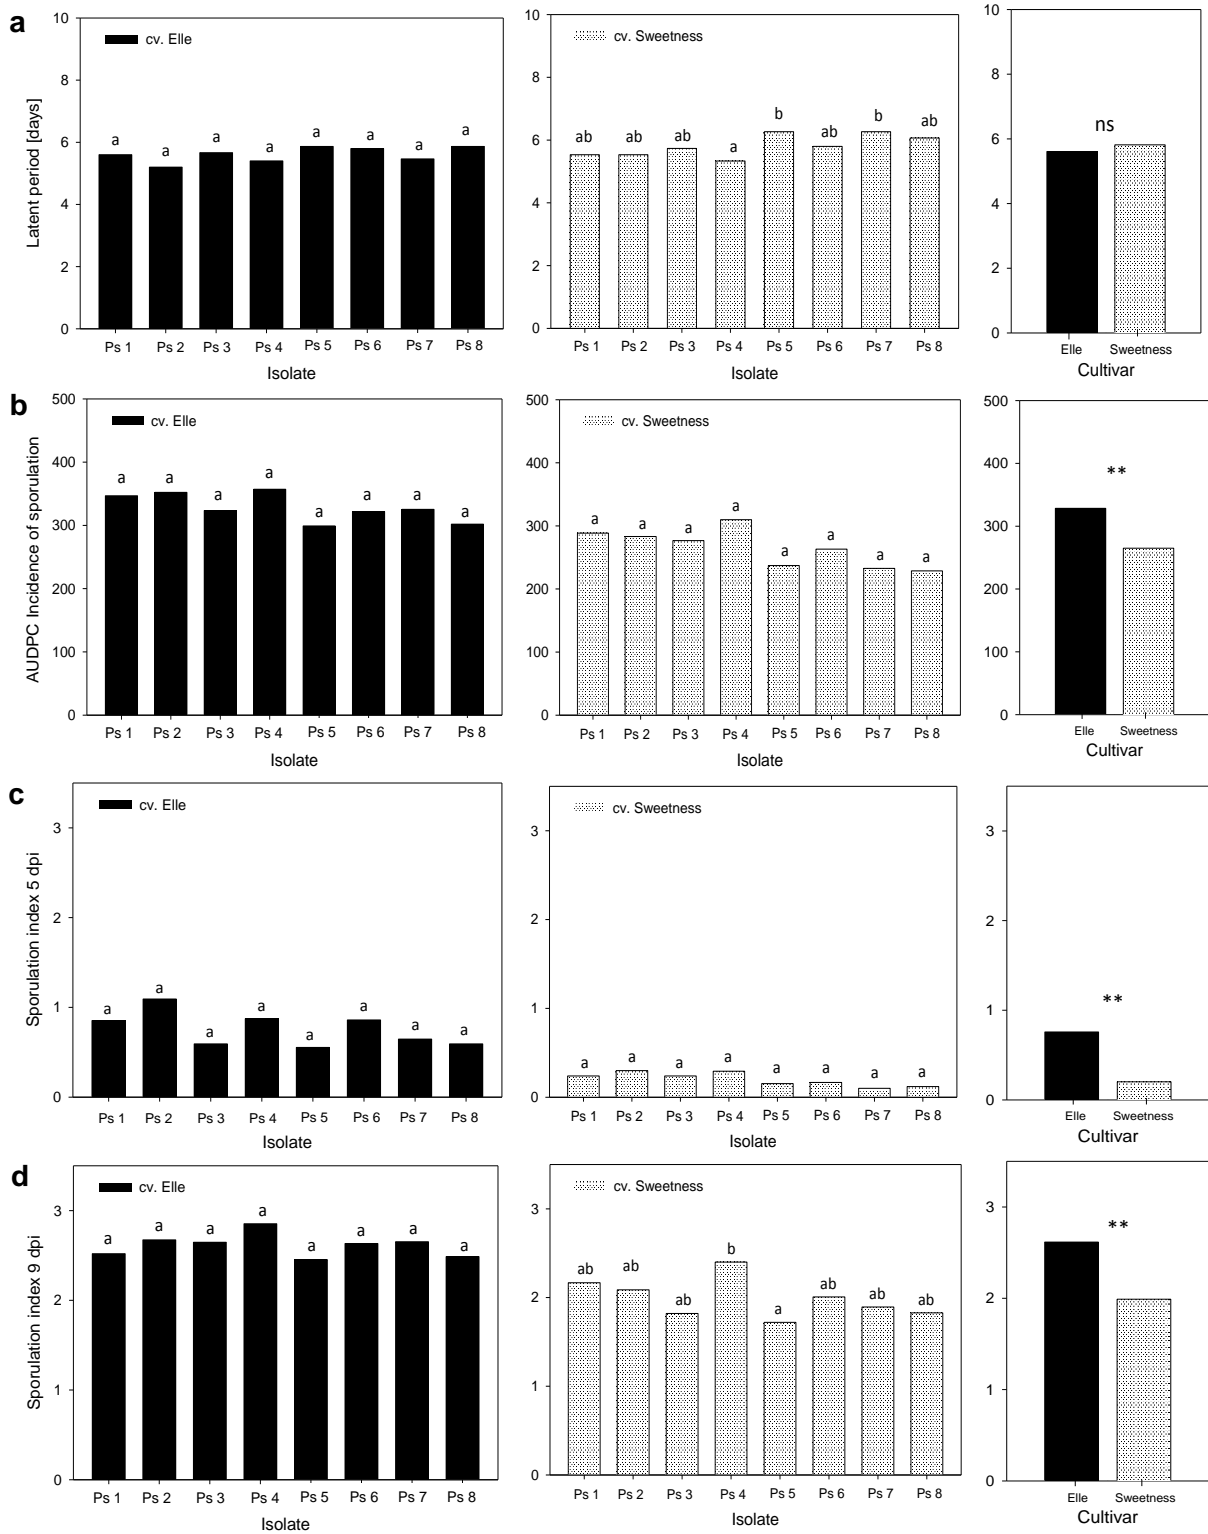 a
Latent period [days]
10
8
6
4
2
0
cv. Elle
a a a a a a a a
Ps 1 Ps 2 Ps 3 Ps 4 Ps 5 Ps 6 Ps 7 Ps 8
Isolate
10
8
6
4
2
0
cv. Sweetness
ab ab ab a b ab b ab
Ps 1 Ps 2 Ps 3 Ps 4 Ps 5 Ps 6 Ps 7 Ps 8
Isolate
10
8
6
4
2
0
ns
Elle Sweetness
Cultivar
b
AUDPC Incidence of sporulation
500
400
300
200
100
0
cv. Elle
a a a a a a a a
Ps 1 Ps 2 Ps 3 Ps 4 Ps 5 Ps 6 Ps 7 Ps 8
Isolate
500
400
300
200
100
0
cv. Sweetness
a a a a a a a a
Ps 1 Ps 2 Ps 3 Ps 4 Ps 5 Ps 6 Ps 7 Ps 8
Isolate
500
400
300
200
100
0
**
Elle Sweetness
Cultivar
c
Sporulation index 5 dpi
3
2
1
0
cv. Elle
a a a a a a a a
Ps 1 Ps 2 Ps 3 Ps 4 Ps 5 Ps 6 Ps 7 Ps 8
Isolate
3
2
1
0
cv. Sweetness
a a a a a a a a
Ps 1 Ps 2 Ps 3 Ps 4 Ps 5 Ps 6 Ps 7 Ps 8
Isolate
3
2
1
0
**
Elle Sweetness
Cultivar
d
Sporulation index 9 dpi
3
2
1
0
cv. Elle
a a a a a a a a
Ps 1 Ps 2 Ps 3 Ps 4 Ps 5 Ps 6 Ps 7 Ps 8
Isolate
3
2
1
0
cv. Sweetness
ab ab ab b a ab ab ab
Ps 1 Ps 2 Ps 3 Ps 4 Ps 5 Ps 6 Ps 7 Ps 8
Isolate
3
2
1
0
**
Elle Sweetness
Cultivar